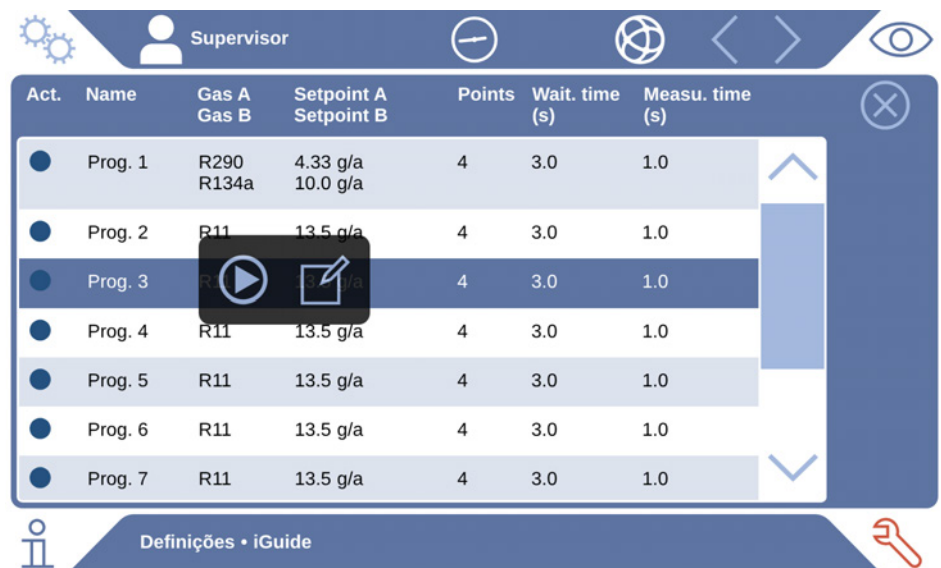 Supervisor
Act. Name Gas A Setpoint A Points Wait. time Measu. time
Gas B Setpoint B (s) (s)
Prog. 1 R290 4.33 g/a 4 3.0 1.0
R134a 10.0 g/a
Prog. 2 R11 13.5 g/a 4 3.0 1.0
Prog. 3 R11 13.5 g/a 4 3.0 1.0
Prog. 4 R11 13.5 g/a 4 3.0 1.0
Prog. 5 R11 13.5 g/a 4 3.0 1.0
Prog. 6 R11 13.5 g/a 4 3.0 1.0
Prog. 7 R11 13.5 g/a 4 3.0 1.0
Definições • iGuide